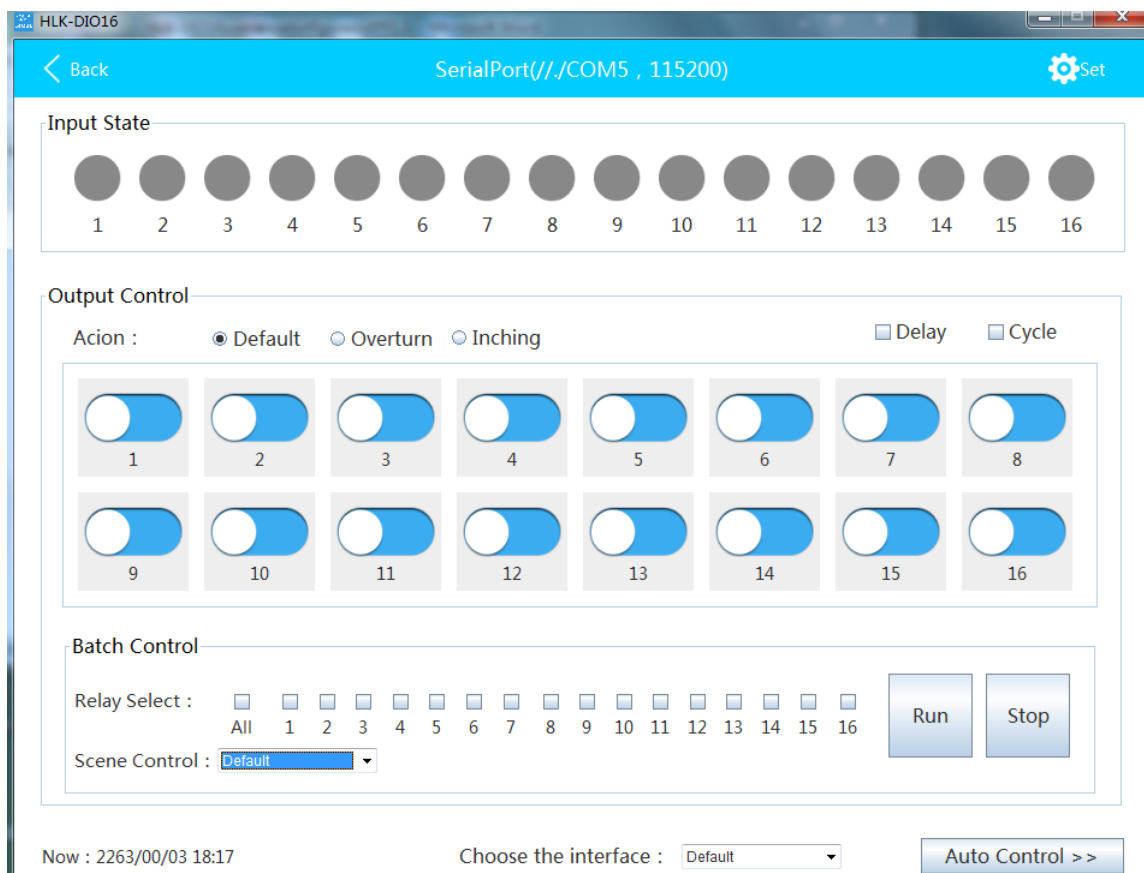 HLK-DIO16
Back SerialPort(//./COM5 , 115200) Set
Input State
1 2 3 4 5 6 7 8 9 10 11 12 13 14 15 16
Output Control
Acion : Default Overturn Inching Delay Cycle
1 2 3 4 5 6 7 8
9 10 11 12 13 14 15 16
Batch Control
Relay Select :
All 1 2 3 4 5 6 7 8 9 10 11 12 13 14 15 16
Run Stop
Scene Control : Default
Now : 2263/00/03 18:17 Choose the interface : Default Auto Control >>